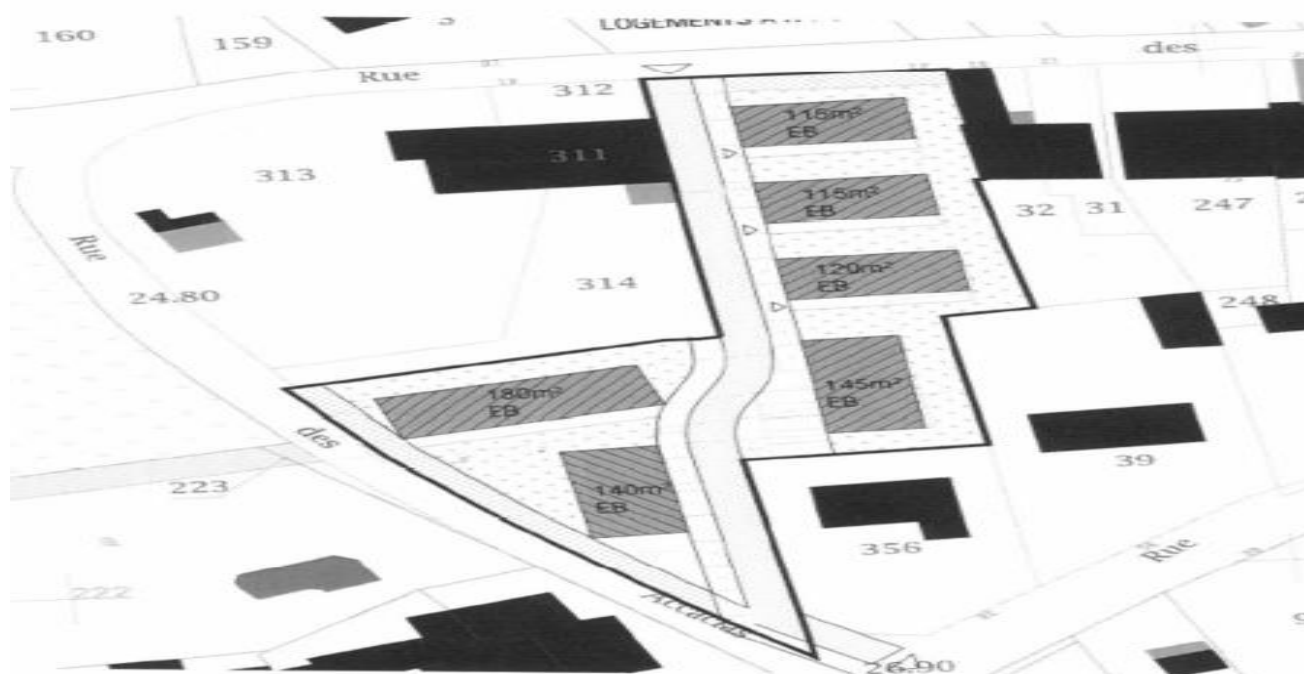 LOGEMENTS A
160
159
Rue
des
312
115m²
EB
311
313
115m²
EB
32
31
247
Rue
120m²
EB
24.80
314
248
180m²
EB
145m²
EB
des
39
223
140m²
EB
356
Rue
222
Accacias
26.90